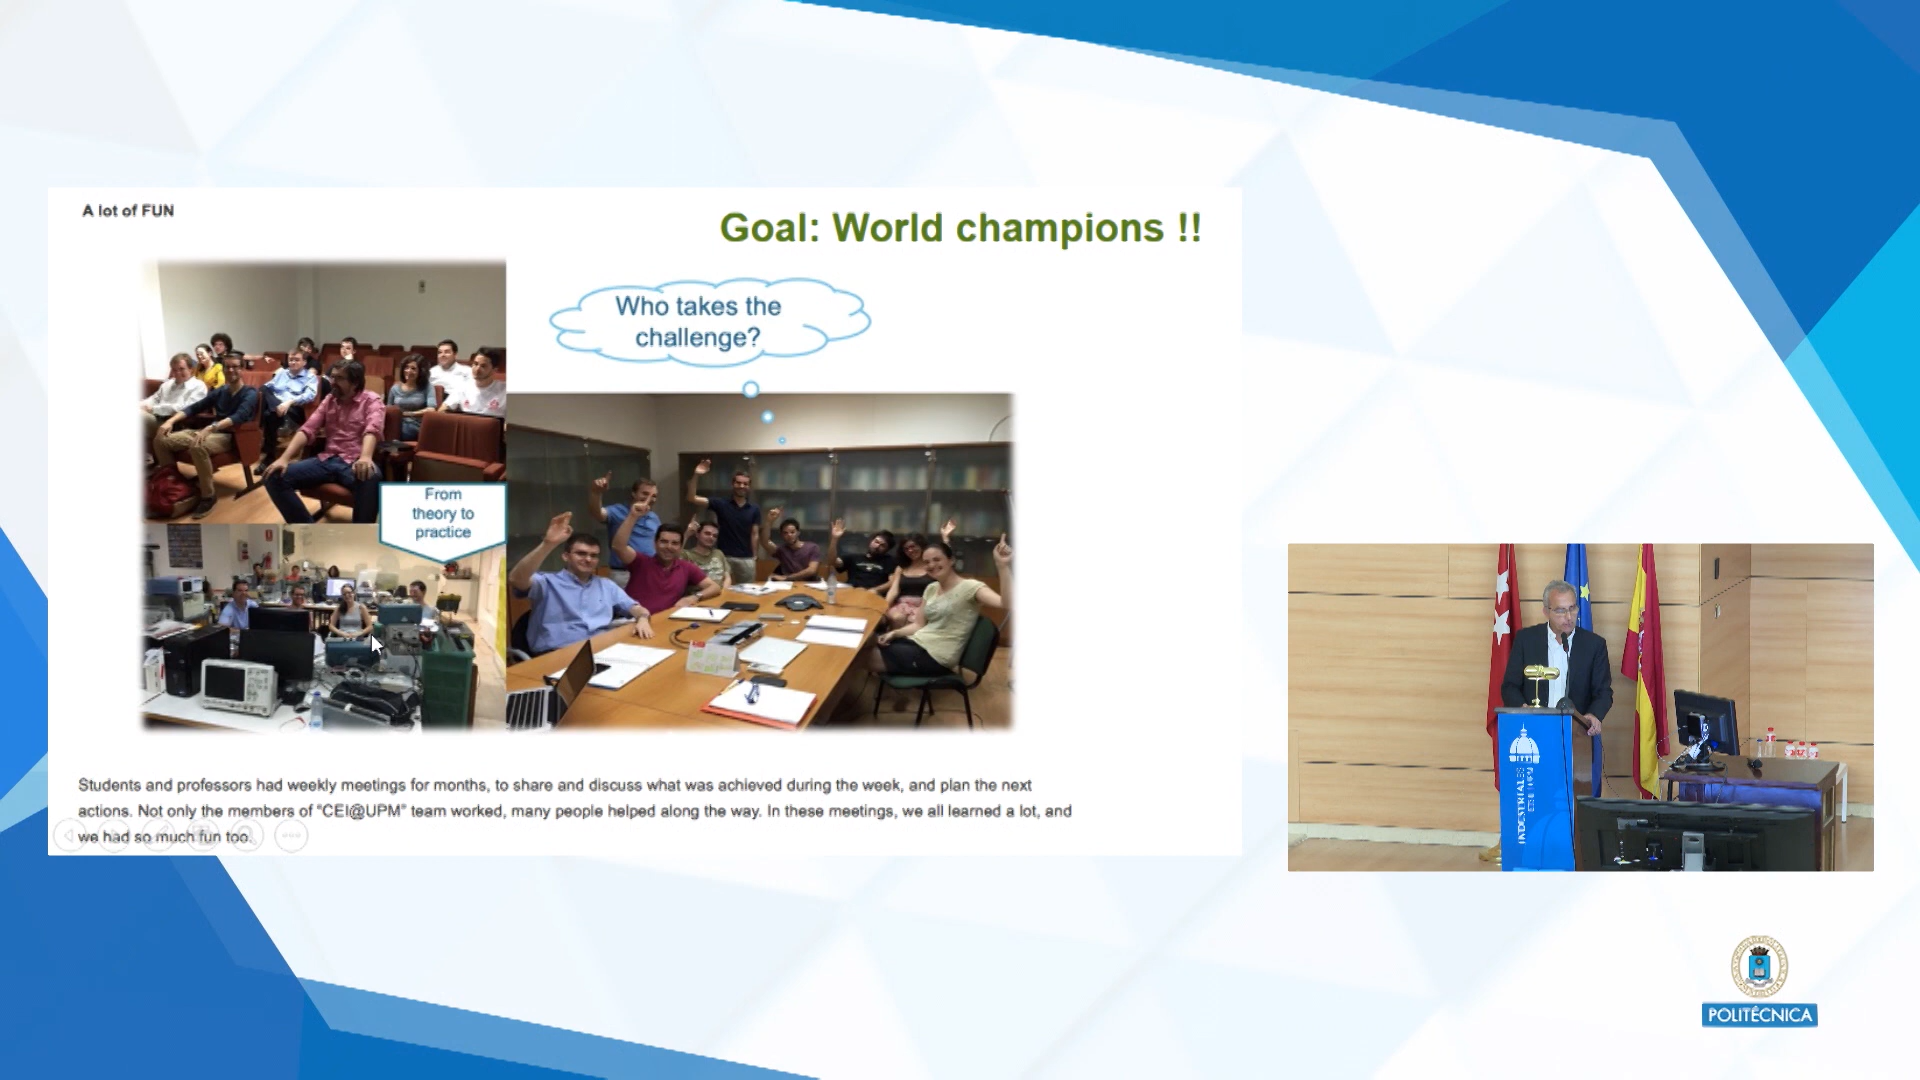 A lot of FUN
Goal: World champions !!
Who takes the
challenge?
From
theory to
practice
Students and professors had weekly meetings for months, to share and discuss what was achieved during the week, and plan the next
actions. Not only the members of "CEI@UPM" team worked, many people helped along the way. In these meetings, we all learned a lot, and
we had so much fun too.
INDUSTRIALES
ETSII | UPM
POLITÉCNICA